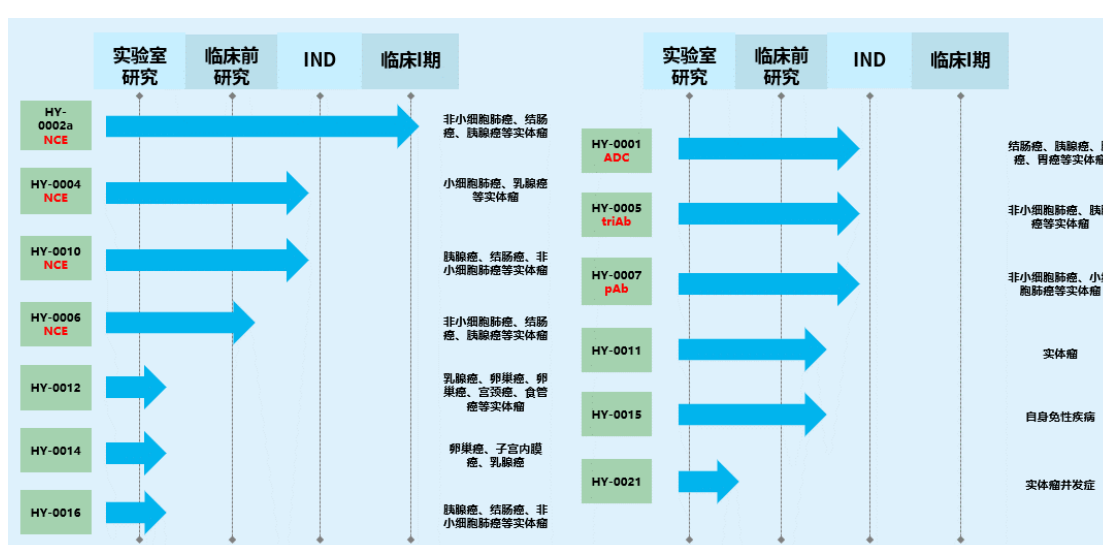 实验室
研究
临床前
研究
IND
临床I期
HY-
0002a
NCE
非小细胞肺癌、结肠
癌、胰腺癌等实体瘤
HY-0004
NCE
小细胞肺癌、乳腺癌
等实体瘤
HY-0010
NCE
胰腺癌、结肠癌、非
小细胞肺癌等实体瘤
HY-0006
NCE
非小细胞肺癌、结肠
癌、胰腺癌等实体瘤
HY-0012
乳腺癌、卵巢癌、卵
巢癌、宫颈癌、食管
癌等实体瘤
HY-0014
卵巢癌、子宫内膜
癌、乳腺癌
HY-0016
胰腺癌、结肠癌、非
小细胞肺癌等实体瘤
实验室
研究
临床前
研究
IND
临床I期
HY-0001
ADC
结肠癌、胰腺癌、
癌、胃癌等实体瘤
HY-0005
triAb
非小细胞肺癌、胰
癌等实体瘤
HY-0007
pAb
非小细胞肺癌、小
胞肺癌等实体瘤
HY-0011
实体瘤
HY-0015
自身免性疾病
HY-0021
实体瘤并发症